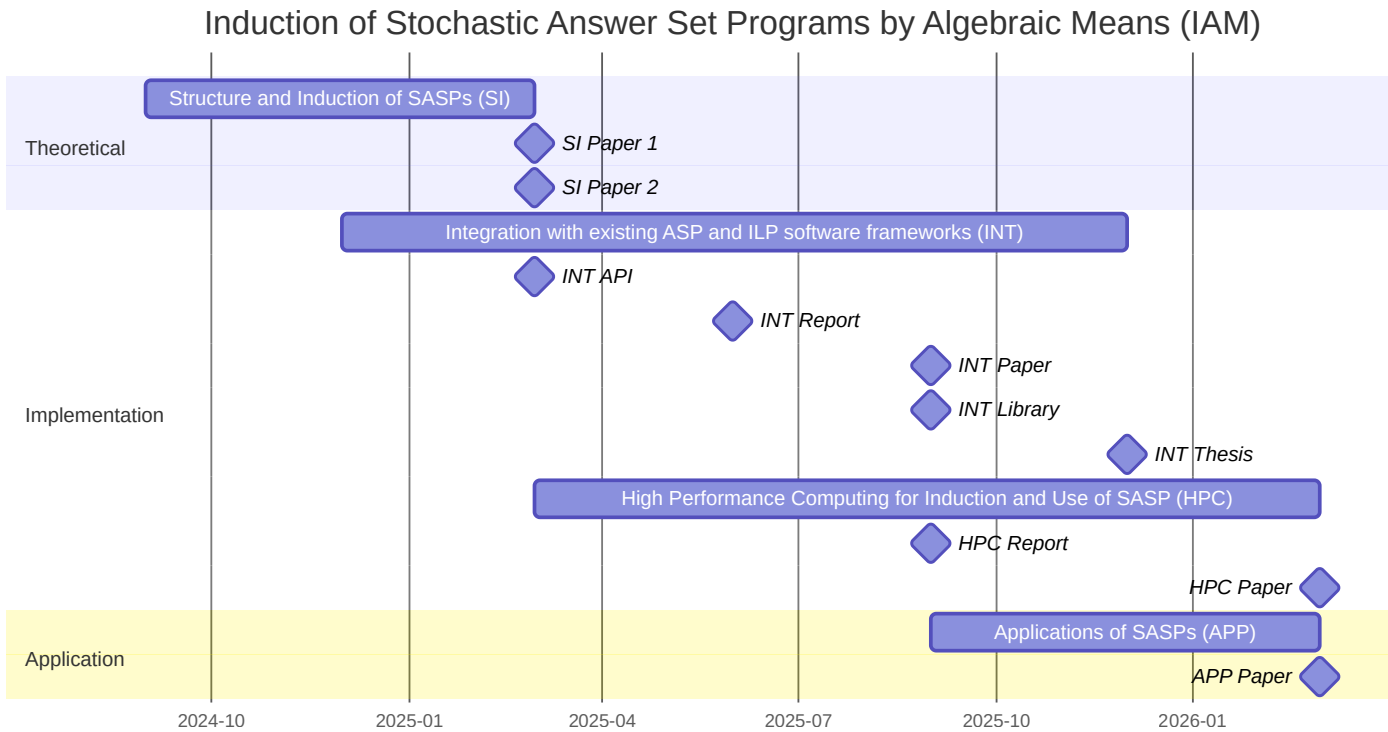 Induction of Stochastic Answer Set Programs by Algebraic Means (IAM)
Structure and Induction of SASPs (SI)
Theoretical
SI Paper 1
SI Paper 2
Integration with existing ASP and ILP software frameworks (INT)
INT API
INT Report
INT Paper
Implementation
INT Library
INT Thesis
High Performance Computing for Induction and Use of SASP (HPC)
HPC Report
HPC Paper
Applications of SASPs (APP)
Application
APP Paper
2024-10 2025-01 2025-04 2025-07 2025-10 2026-01